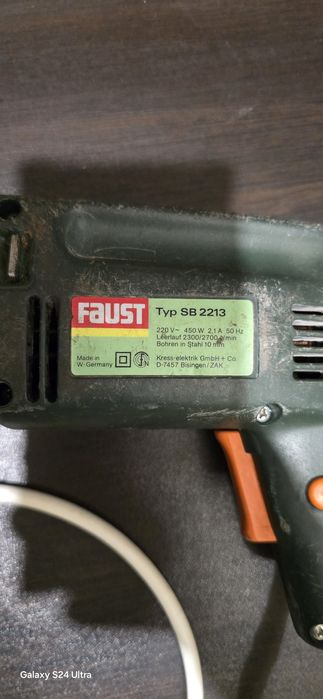 FAUST
Typ SB 2213
220 V~ 450 W 2,1 A 50 Hz
Leerlauf 2300/2700 1/min
Bohren in Stahl 10 mm
Made in
W-Germany
Kress-elektrik GmbH + Co
D-7457 Bisingen/ZAK
Galaxy S24 Ultra